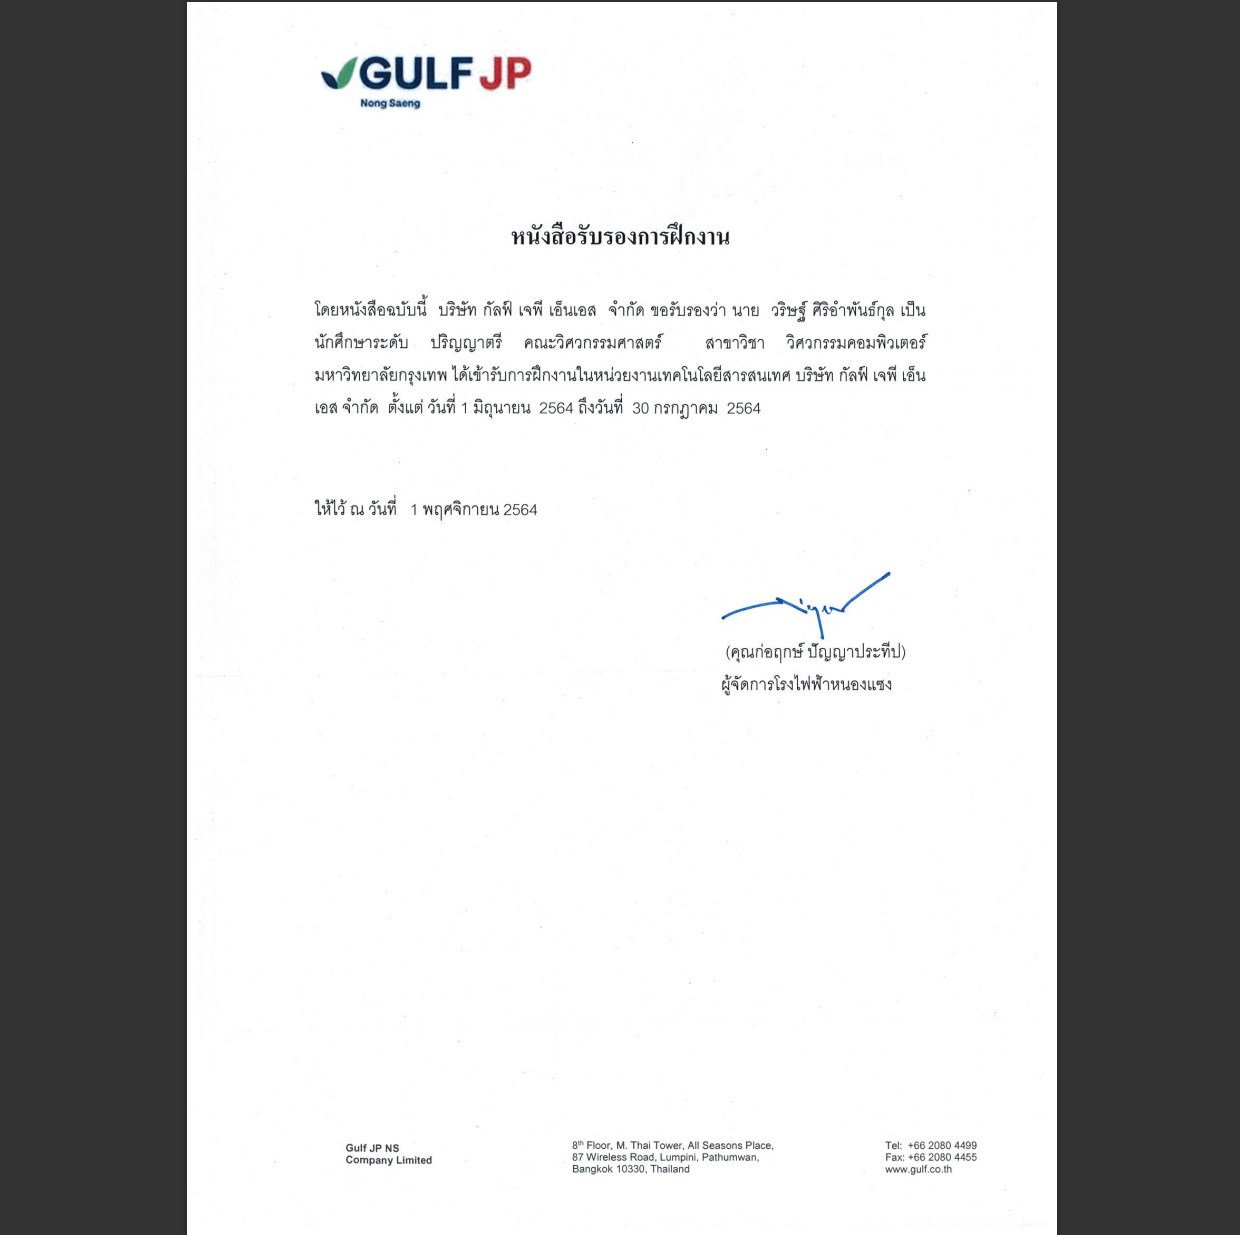 GULF JP
Nong Saeng
หนังสือรับรองการฝึกงาน
โดยหนังสือฉบับนี้ บริษัท กัลฟ์ เจพี เอ็นเอส จำกัด ขอรับรองว่า นาย วริษฐ์ ศิริอำพันธ์กุล เป็น
นักศึกษาระดับ ปริญญาตรี คณะวิศวกรรมศาสตร์ สาขาวิชา วิศวกรรมคอมพิวเตอร์
มหาวิทยาลัยกรุงเทพ ได้เข้ารับการฝึกงานในหน่วยงานเทคโนโลยีสารสนเทศ บริษัท กัลฟ์ เจพี เอ็น
เอส จำกัด ตั้งแต่ วันที่ 1 มิถุนายน 2564 ถึงวันที่ 30 กรกฎาคม 2564
ให้ไว้ ณ วันที่ 1 พฤศจิกายน 2564
(คุณก่อฤกษ์ ปัญญาประทีป)
ผู้จัดการโรงไฟฟ้าหนองแซง
Gulf JP NS
Company Limited
8th Floor, M. Thai Tower, All Seasons Place,
87 Wireless Road, Lumpini, Pathumwan,
Bangkok 10330, Thailand
Tel: +66 2080 4499
Fax: +66 2080 4455
www.gulf.co.th